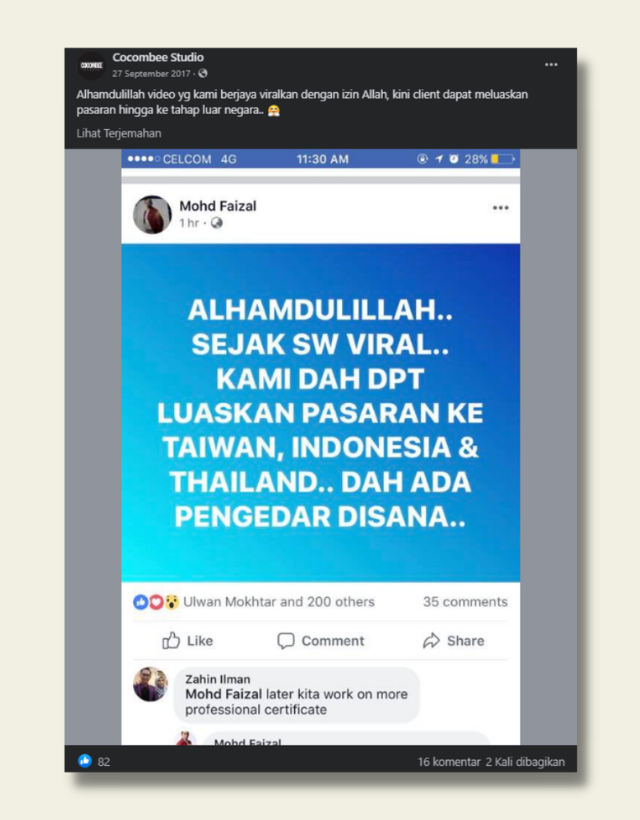 COCOMBEE
Cocombee Studio
27 September 2017 ·
Alhamdulillah video yg kami berjaya viralkan dengan izin Allah, kini client dapat meluaskan
pasaran hingga ke tahap luar negara..
Lihat Terjemahan
CELCOM 4G 11:30 AM 28%
Mohd Faizal
1 hr ·
ALHAMDULILLAH..
SEJAK SW VIRAL..
KAMI DAH DPT
LUASKAN PASARAN KE
TAIWAN, INDONESIA &
THAILAND.. DAH ADA
PENGEDAR DISANA..
Ulwan Mokhtar and 200 others 35 comments
Like Comment Share
Zahin Ilman
Mohd Faizal later kita work on more
professional certificate
Mohd Faizal
82 16 komentar 2 Kali dibagikan